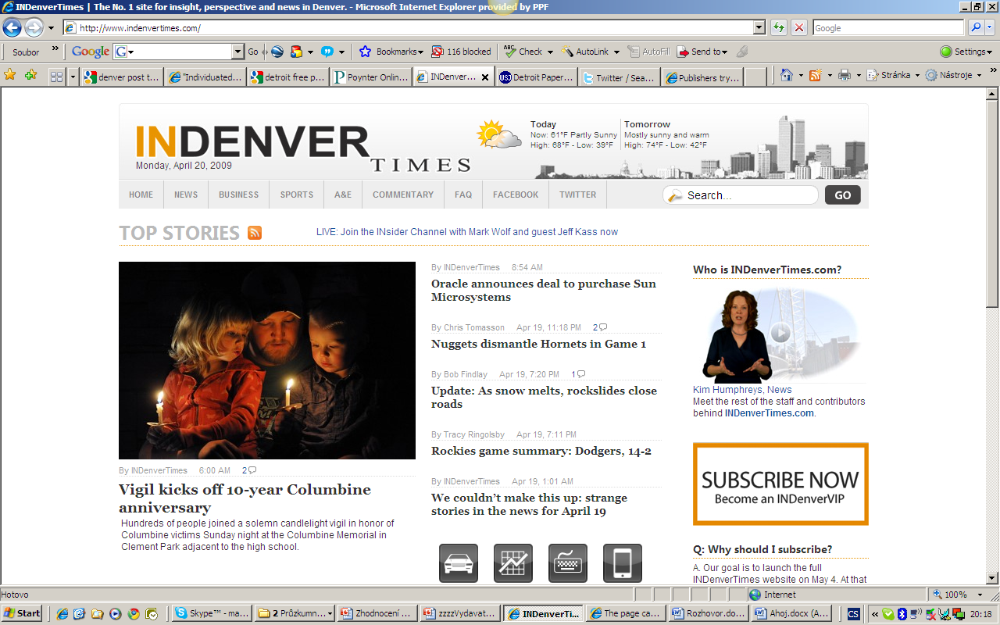 INDenverTimes | The No. 1 site for insight, perspective and news in Denver. - Microsoft Internet Explorer provided by PPF
http://www.indenvertimes.com/
Google
Soubor
Google
G
Go
Bookmarks
116 blocked
Check
AutoLink
AutoFill
Send to
Settings
denver post t...
"Individuated...
detroit free p...
Poynter Onlin...
INDenver...
Detroit Paper...
Twitter / Sea...
Publishers try...
Stránka
Nástroje
INDENVER
TIMES
Monday, April 20, 2009
Today
Now: 61°F Partly Sunny
High: 68°F - Low: 39°F
Tomorrow
Mostly sunny and warm
High: 74°F - Low: 42°F
HOME NEWS BUSINESS SPORTS A&E COMMENTARY FAQ FACEBOOK TWITTER
Search...
GO
TOP STORIES
LIVE: Join the INsider Channel with Mark Wolf and guest Jeff Kass now
By INDenverTimes 6:00 AM 2
Vigil kicks off 10-year Columbine
anniversary
Hundreds of people joined a solemn candlelight vigil in honor of
Columbine victims Sunday night at the Columbine Memorial in
Clement Park adjacent to the high school.
By INDenverTimes 8:54 AM
Oracle announces deal to purchase Sun
Microsystems
By Chris Tomasson Apr 19, 11:18 PM 2
Nuggets dismantle Hornets in Game 1
By Bob Findlay Apr 19, 7:20 PM 1
Update: As snow melts, rockslides close
roads
By Tracy Ringolsby Apr 19, 7:11 PM
Rockies game summary: Dodgers, 14-2
By INDenverTimes Apr 19, 1:01 AM
We couldn't make this up: strange
stories in the news for April 19
Who is INDenverTimes.com?
Kim Humphreys, News
Meet the rest of the staff and contributors
behind INDenverTimes.com.
SUBSCRIBE NOW
Become an INDenverVIP
Q: Why should I subscribe?
A. Our goal is to launch the full
INDenverTimes website on May 4. At that
Hotovo
Internet
100%
Start
Skype™ - ma...
2 Průzkumn...
Zhodnocení ...
zzzzVydavat...
INDenverTi...
The page ca...
Rozhovor.do...
Ahoj.docx (A...
CS
20:18